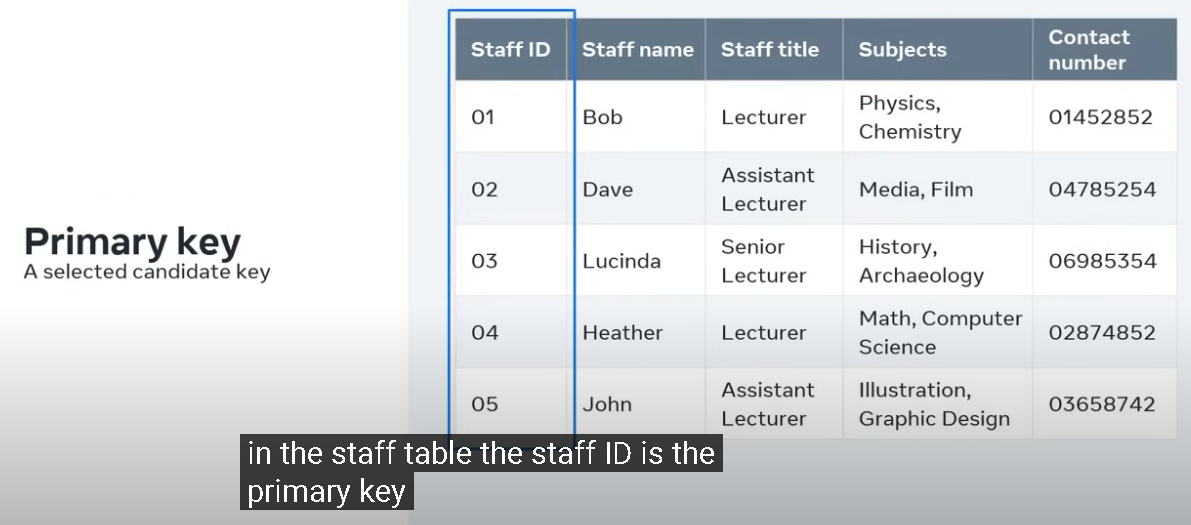 Primary key
A selected candidate key
Staff ID Staff name Staff title Subjects Contact number
01 Bob Lecturer Physics, Chemistry 01452852
02 Dave Assistant Lecturer Media, Film 04785254
03 Lucinda Senior Lecturer History, Archaeology 06985354
04 Heather Lecturer Math, Computer Science 02874852
05 John Assistant Lecturer Illustration, Graphic Design 03658742
in the staff table the staff ID is the
primary key